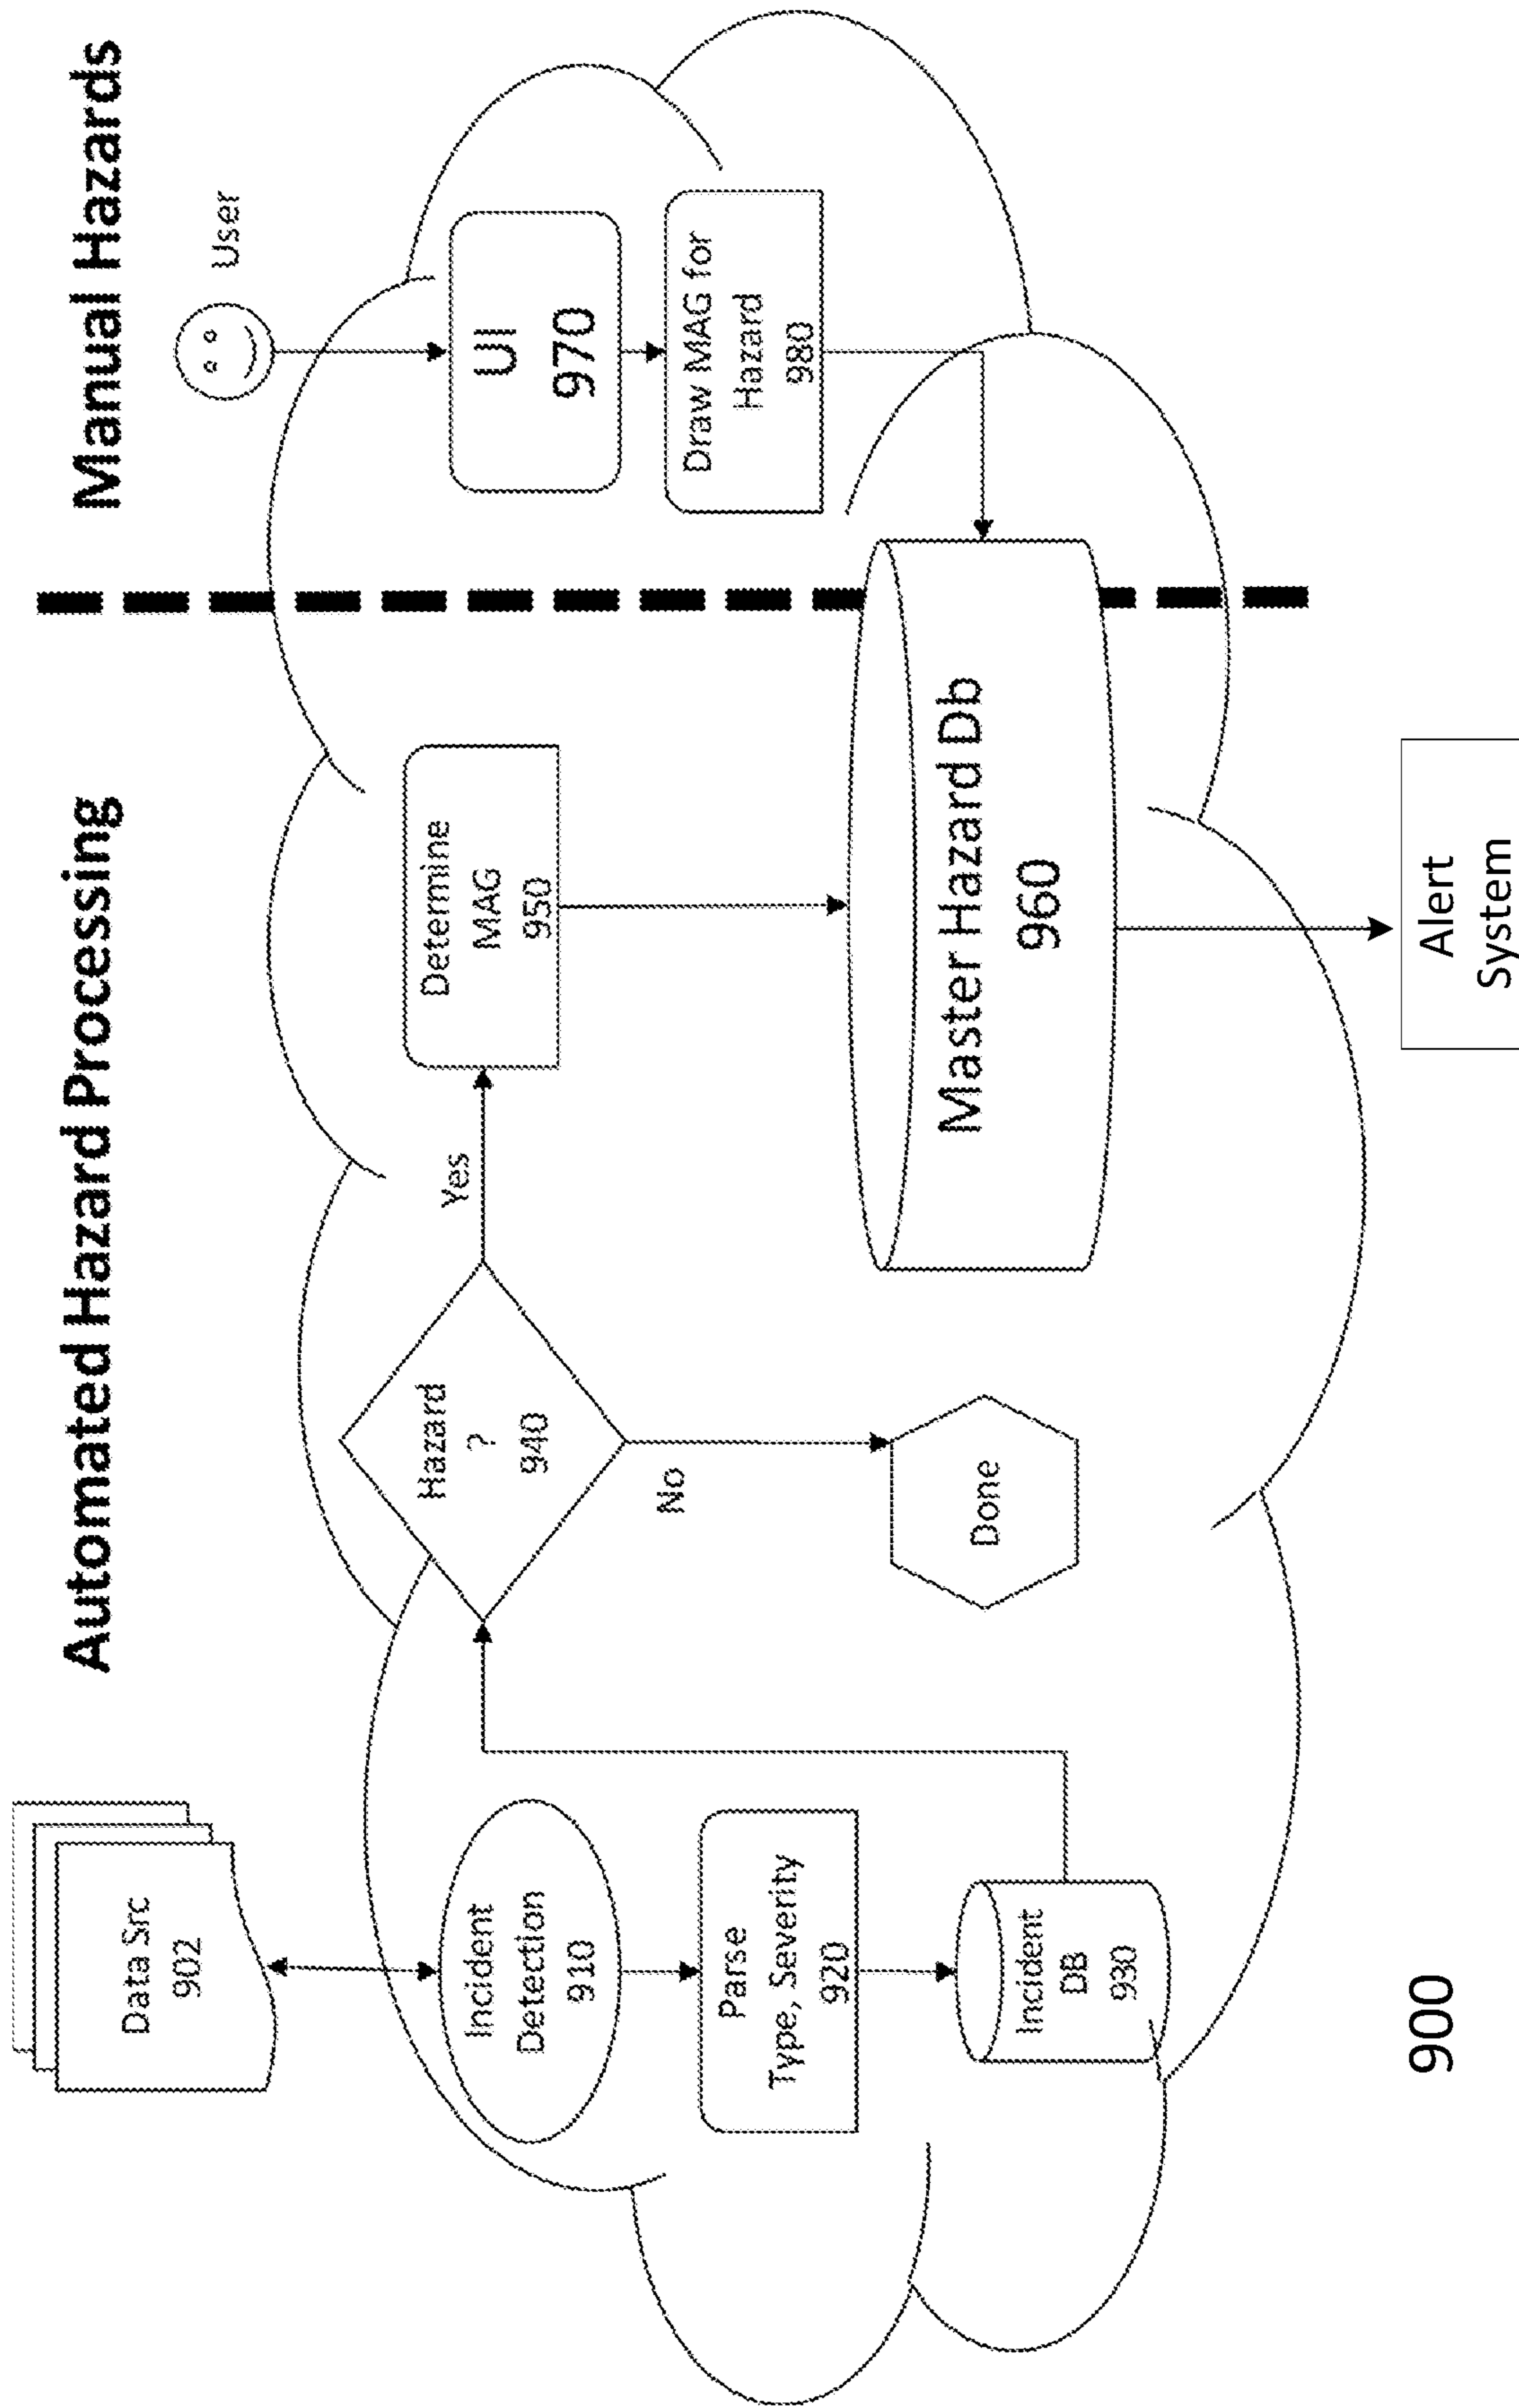 Automated Hazard Processing
Manual Hazards
Data Src
902
User
Incident
Detection
910
Hazard
?
940
Yes
Determine
MAG
950
UI
970
Parse
Type, Severity
920
No
Draw MAG for
Hazard
980
Incident
DB
930
Done
Master Hazard Db
960
900
Alert
System